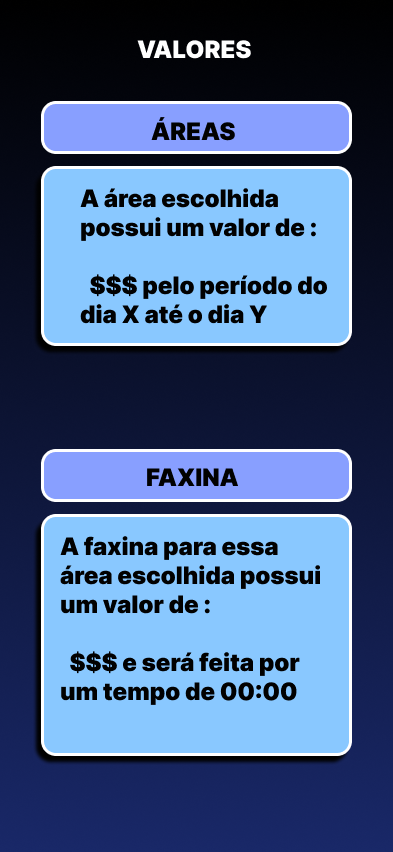 VALORES
ÁREAS
A área escolhida
possui um valor de :
$$$ pelo período do
dia X até o dia Y
FAXINA
A faxina para essa
área escolhida possui
um valor de :
$$$ e será feita por
um tempo de 00:00